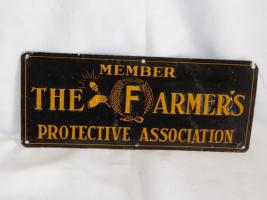 MEMBER
THE FARMER'S
PROTECTIVE ASSOCIATION